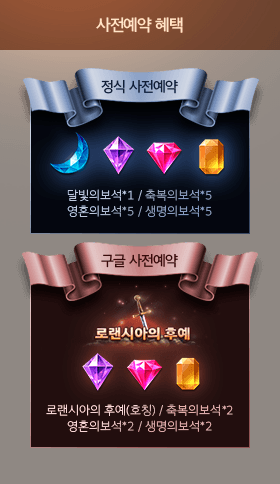 사전예약 혜택
정식 사전예약
달빛의보석*1 / 축복의보석*5
영혼의보석*5 / 생명의보석*5
구글 사전예약
로랜시아의 후예
로랜시아의 후예(호칭) / 축복의보석*2
영혼의보석*2 / 생명의보석*2